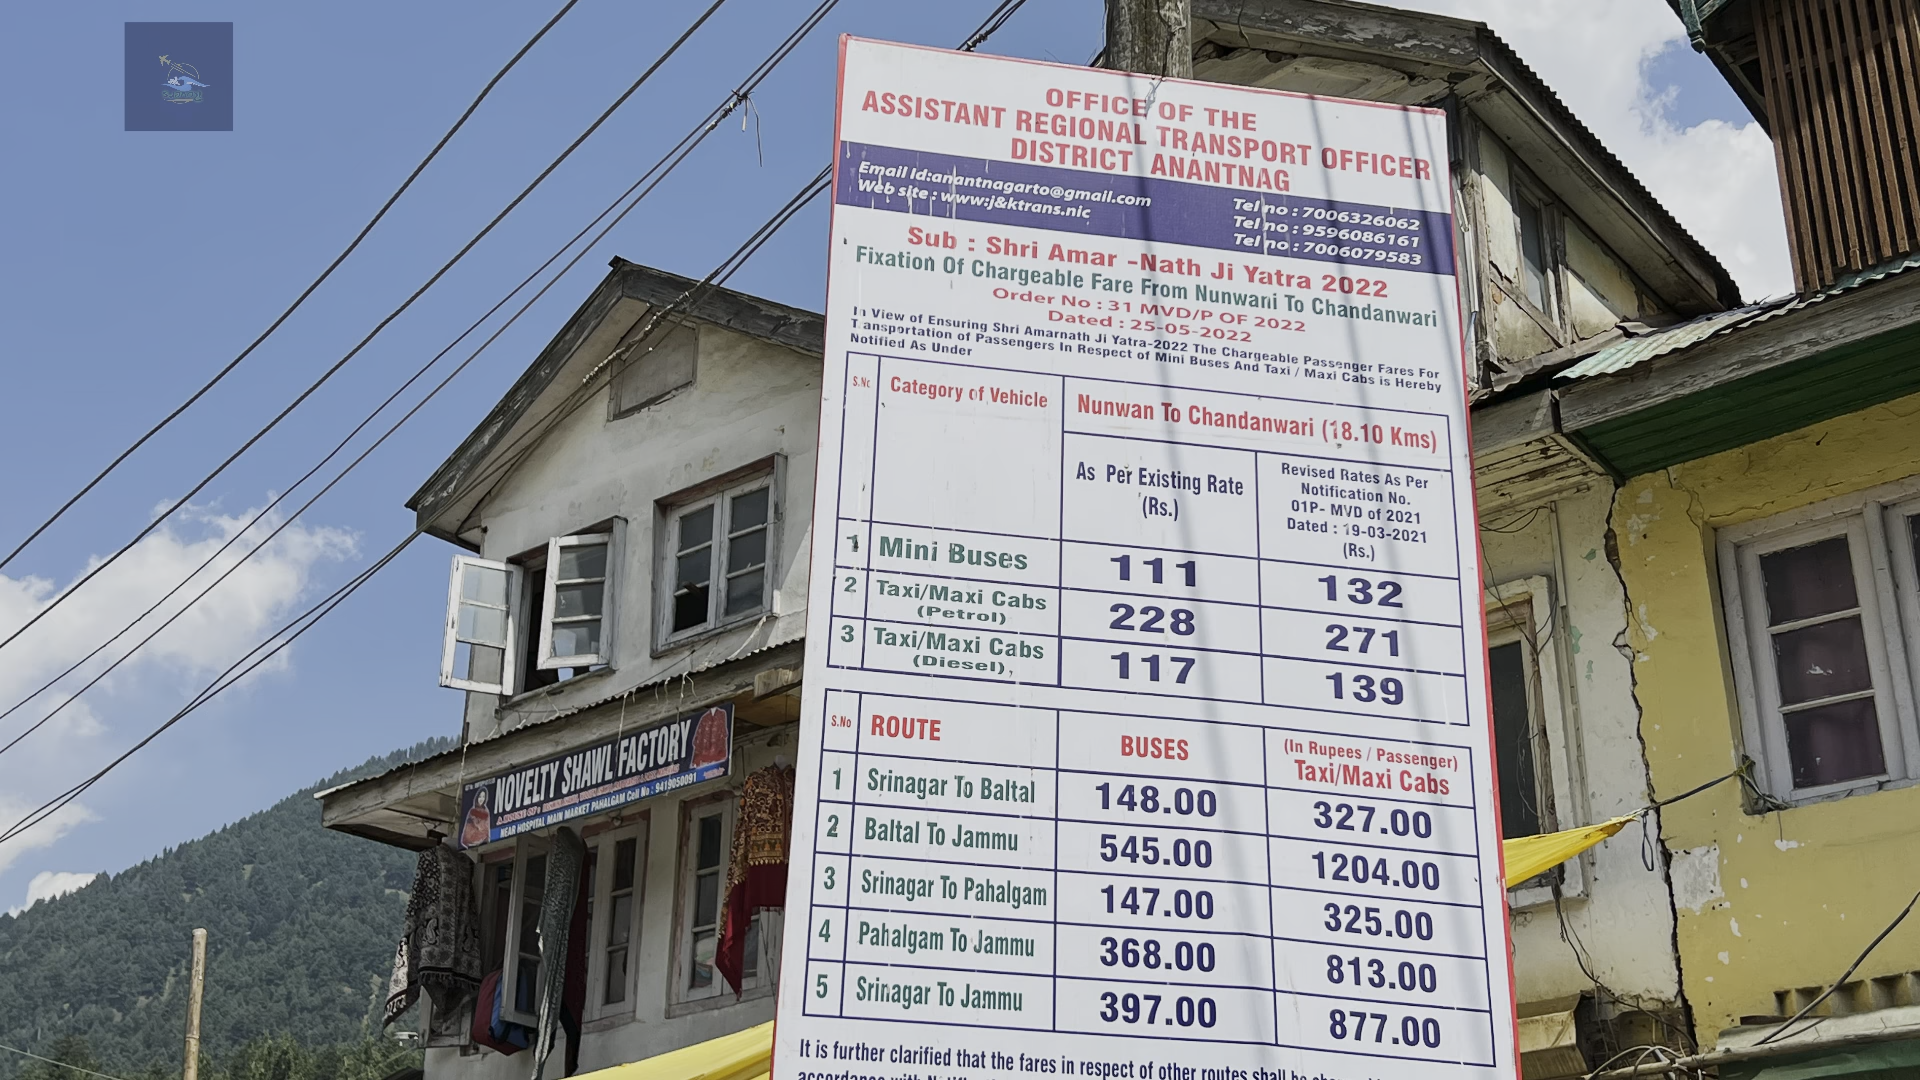 OFFICE OF THE
ASSISTANT REGIONAL TRANSPORT OFFICER
DISTRICT ANANTNAG
Email Id:anantnagarto@gmail.com
Web site : www:j&ktrans.nic
Tel no : 7006326062
Tel no : 9596086161
Tel no : 7006079583
Sub : Shri Amar -Nath Ji Yatra 2022
Fixation Of Chargeable Fare From Nunwani To Chandanwari
Order No : 31 MVD/P OF 2022
Dated : 25-05-2022
In View of Ensuring Shri Amarnath Ji Yatra-2022 The Chargeable Passenger Fares For
Transportation of Passengers In Respect of Mini Buses And Taxi / Maxi Cabs is Hereby
Notified As Under
S.No Category of Vehicle Nunwan To Chandanwari (18.10 Kms)
As Per Existing Rate
(Rs.)
Revised Rates As Per
Notification No.
01P- MVD of 2021
Dated : 19-03-2021
(Rs.)
1 Mini Buses 111 132
2 Taxi/Maxi Cabs
(Petrol) 228 271
3 Taxi/Maxi Cabs
(Diesel), 117 139
S.No ROUTE BUSES (In Rupees / Passenger)
Taxi/Maxi Cabs
1 Srinagar To Baltal 148.00 327.00
2 Baltal To Jammu 545.00 1204.00
3 Srinagar To Pahalgam 147.00 325.00
4 Pahalgam To Jammu 368.00 813.00
5 Srinagar To Jammu 397.00 877.00
It is further clarified that the fares in respect of other routes shall be
accordance with
NOVELTY SHAWL FACTORY
NEAR HOSPITAL MAIN MARKET PAHALGAM Cell No : 9419050091